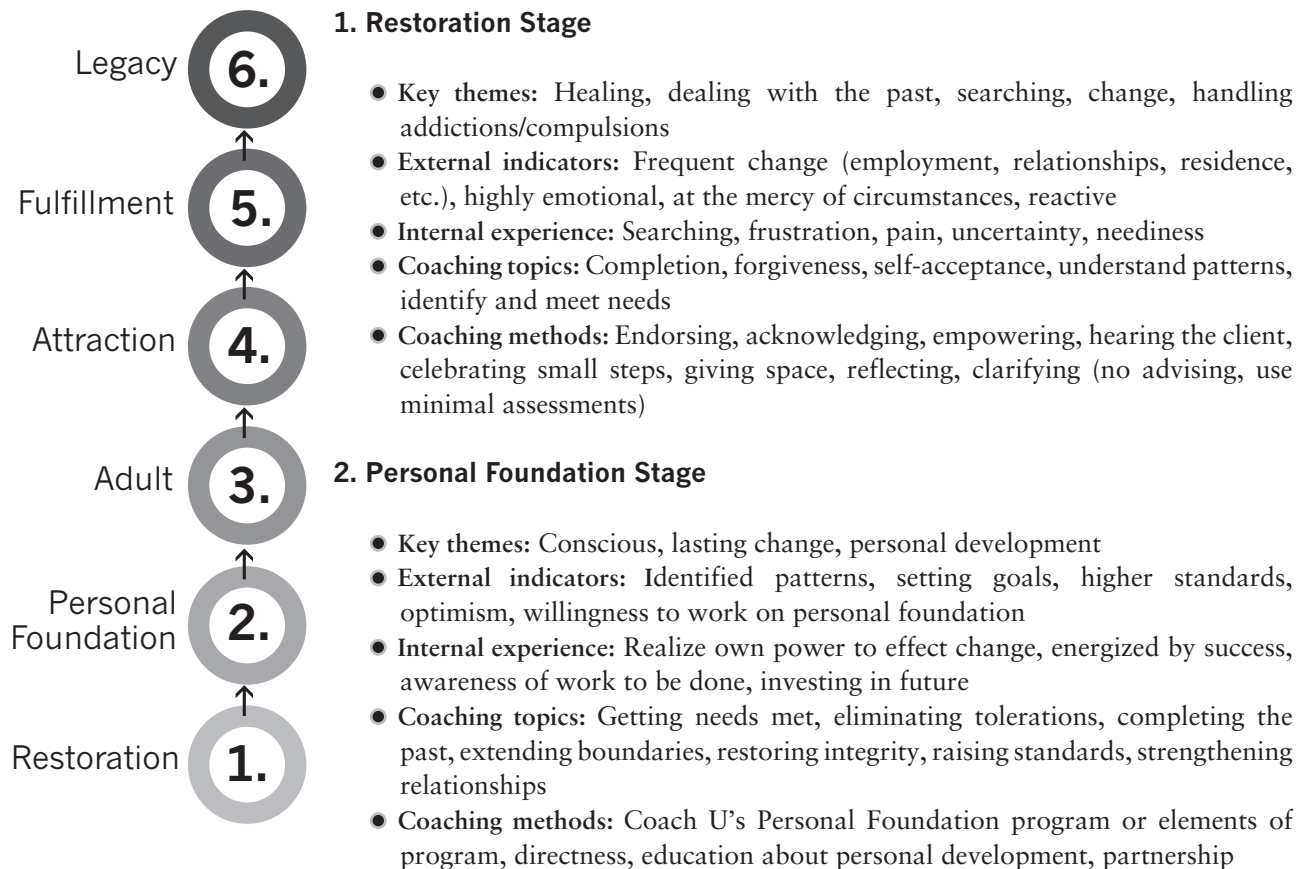 Legacy
6.
Fulfillment
5.
Attraction
4.
Adult
3.
Personal
Foundation
2.
Restoration
1.
1. Restoration Stage
● Key themes: Healing, dealing with the past, searching, change, handling
addictions/compulsions
● External indicators: Frequent change (employment, relationships, residence,
etc.), highly emotional, at the mercy of circumstances, reactive
● Internal experience: Searching, frustration, pain, uncertainty, neediness
● Coaching topics: Completion, forgiveness, self-acceptance, understand patterns,
identify and meet needs
● Coaching methods: Endorsing, acknowledging, empowering, hearing the client,
celebrating small steps, giving space, reflecting, clarifying (no advising, use
minimal assessments)
2. Personal Foundation Stage
● Key themes: Conscious, lasting change, personal development
● External indicators: Identified patterns, setting goals, higher standards,
optimism, willingness to work on personal foundation
● Internal experience: Realize own power to effect change, energized by success,
awareness of work to be done, investing in future
● Coaching topics: Getting needs met, eliminating tolerations, completing the
past, extending boundaries, restoring integrity, raising standards, strengthening
relationships
● Coaching methods: Coach U's Personal Foundation program or elements of
program, directness, education about personal development, partnership